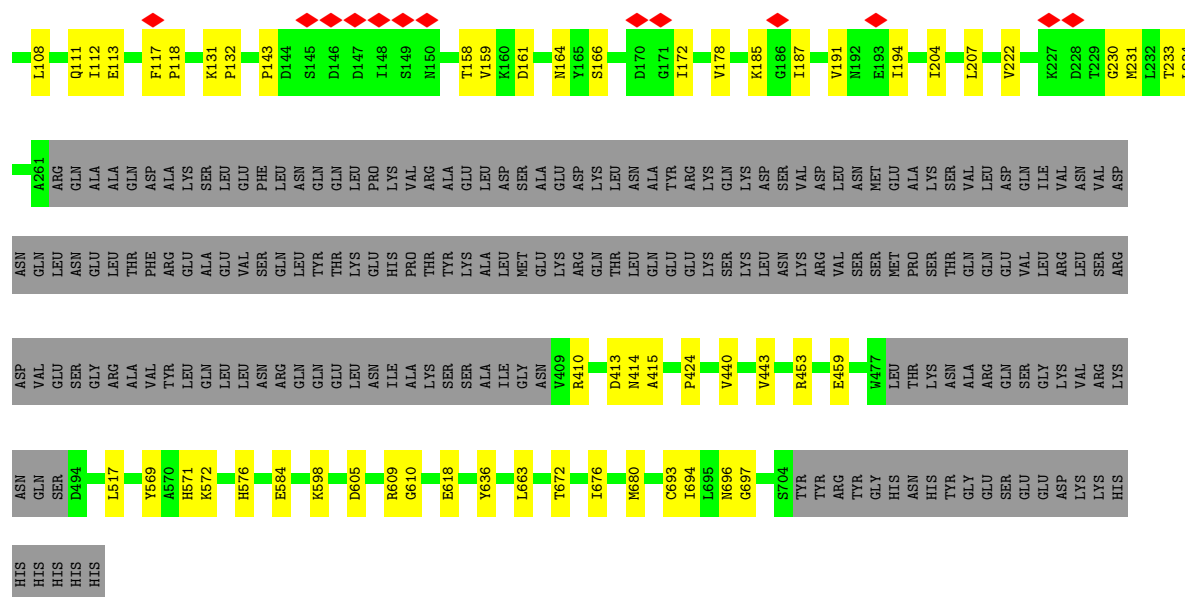 L108 Q111 I112 E113 F117 P118 K131 P132 P143 D144 S145 D146 D147 I148 S149 N150 T158 V159 K160 D161 N164 Y165 S166 D170 G171 I172 V178 K185 G186 I187 V191 N192 E193 I194 I204 L207 V222 K227 D228 T229 G230 M231 L232 T233
A261 ARG GLN ALA ALA GLN ASP ALA LYS SER LEU GLU PHE LEU ASN GLN GLN LEU PRO LYS VAL ARG ALA GLU LEU ASP SER ALA GLU ASP LYS LEU ASN ALA TYR ARG LYS GLN LYS ASP SER VAL ASP LEU ASN MET GLU ALA LYS SER VAL LEU ASP GLN ILE VAL ASN VAL ASP
ASN GLN LEU ASN GLU LEU THR PHE ARG GLU ALA GLU VAL SER GLN LEU TYR THR LYS GLU HIS PRO THR TYR LYS ALA LEU MET GLU LYS ARG GLN THR LEU GLN GLU GLU LYS SER LYS LEU ASN LYS ARG VAL SER SER MET PRO SER THR GLN GLN GLU VAL LEU ARG LEU SER ARG
ASP VAL GLU SER GLY ARG ALA VAL TYR LEU GLN LEU LEU ASN ARG GLN GLN GLU LEU ASN ILE ALA LYS SER SER ALA ILE GLY ASN V409 R410 D413 N414 A415 P424 V440 V443 R453 E459 W477 LEU THR LYS ASN ALA ARG GLN SER GLY LYS VAL ARG LYS
ASN GLN SER D494 L517 Y569 A570 H571 K572 H576 E584 K598 D605 R609 G610 E618 Y636 L663 T672 I676 M680 C693 I694 L695 N696 G697 S704 TYR TYR ARG TYR GLY HIS ASN HIS TYR GLY GLU SER GLU GLU ASP LYS LYS HIS
HIS HIS HIS HIS HIS